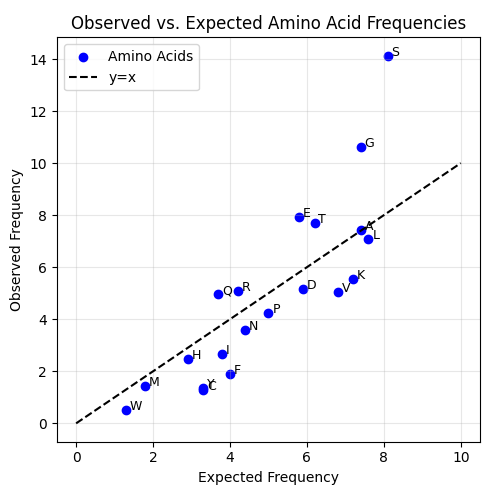 Observed vs. Expected Amino Acid Frequencies
Amino Acids
y=x
Observed Frequency
14
12
10
8
6
4
2
0
S
G
E
T
A
L
K
D
V
Q
R
P
N
H
I
F
Y
C
M
W
0 2 4 6 8 10
Expected Frequency